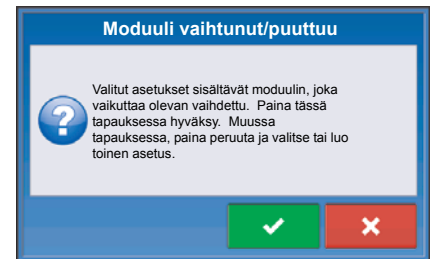 Moduuli vaihtunut/puuttuu
Valitut asetukset sisältävät moduulin, joka
vaikuttaa olevan vaihdettu. Paina tässä
tapauksessa hyväksy. Muussa
tapauksessa, paina peruuta ja valitse tai luo
toinen asetus.